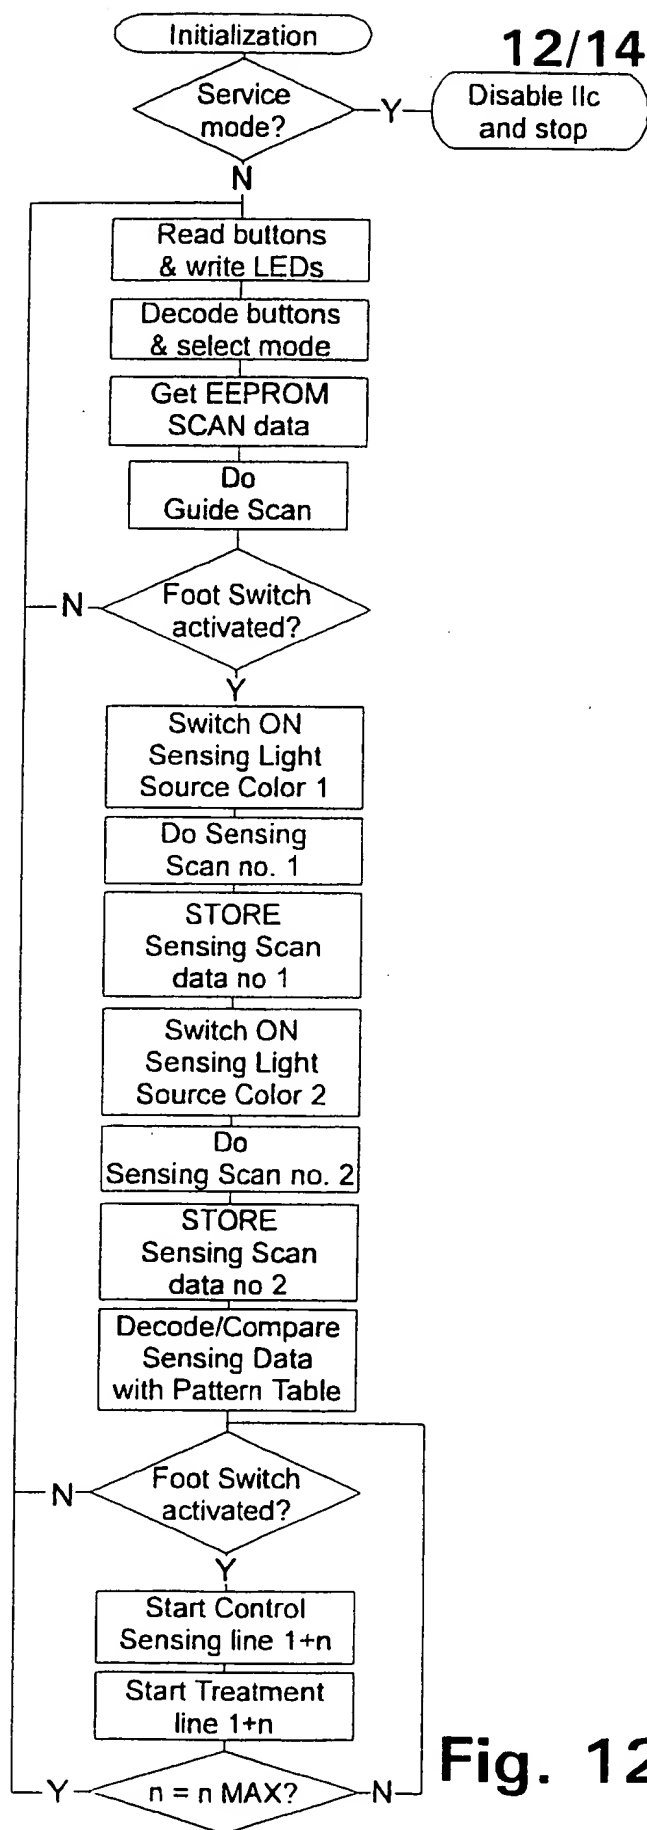 Initialization
12/14
Service
mode?
Y
Disable IIc
and stop
N
Read buttons
& write LEDs
Decode buttons
& select mode
Get EEPROM
SCAN data
Do
Guide Scan
N
Foot Switch
activated?
Y
Switch ON
Sensing Light
Source Color 1
Do Sensing
Scan no. 1
STORE
Sensing Scan
data no 1
Switch ON
Sensing Light
Source Color 2
Do
Sensing Scan no. 2
STORE
Sensing Scan
data no 2
Decode/Compare
Sensing Data
with Pattern Table
N
Foot Switch
activated?
Y
Start Control
Sensing line 1+n
Start Treatment
line 1+n
Y
n = n MAX?
N
Fig. 12